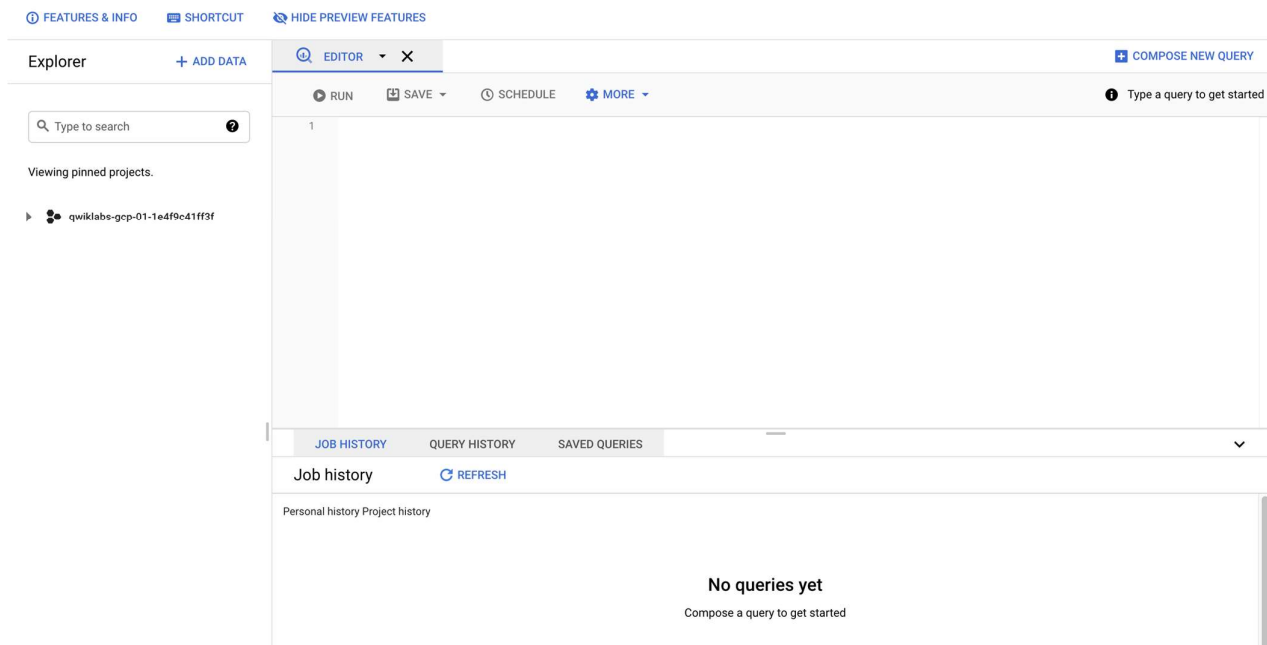 FEATURES & INFO SHORTCUT HIDE PREVIEW FEATURES
Explorer + ADD DATA
EDITOR
COMPOSE NEW QUERY
RUN SAVE SCHEDULE MORE
Type a query to get started
Type to search
1
Viewing pinned projects.
qwiklabs-gcp-01-1e4f9c41ff3f
JOB HISTORY QUERY HISTORY SAVED QUERIES
Job history REFRESH
Personal history Project history
No queries yet
Compose a query to get started